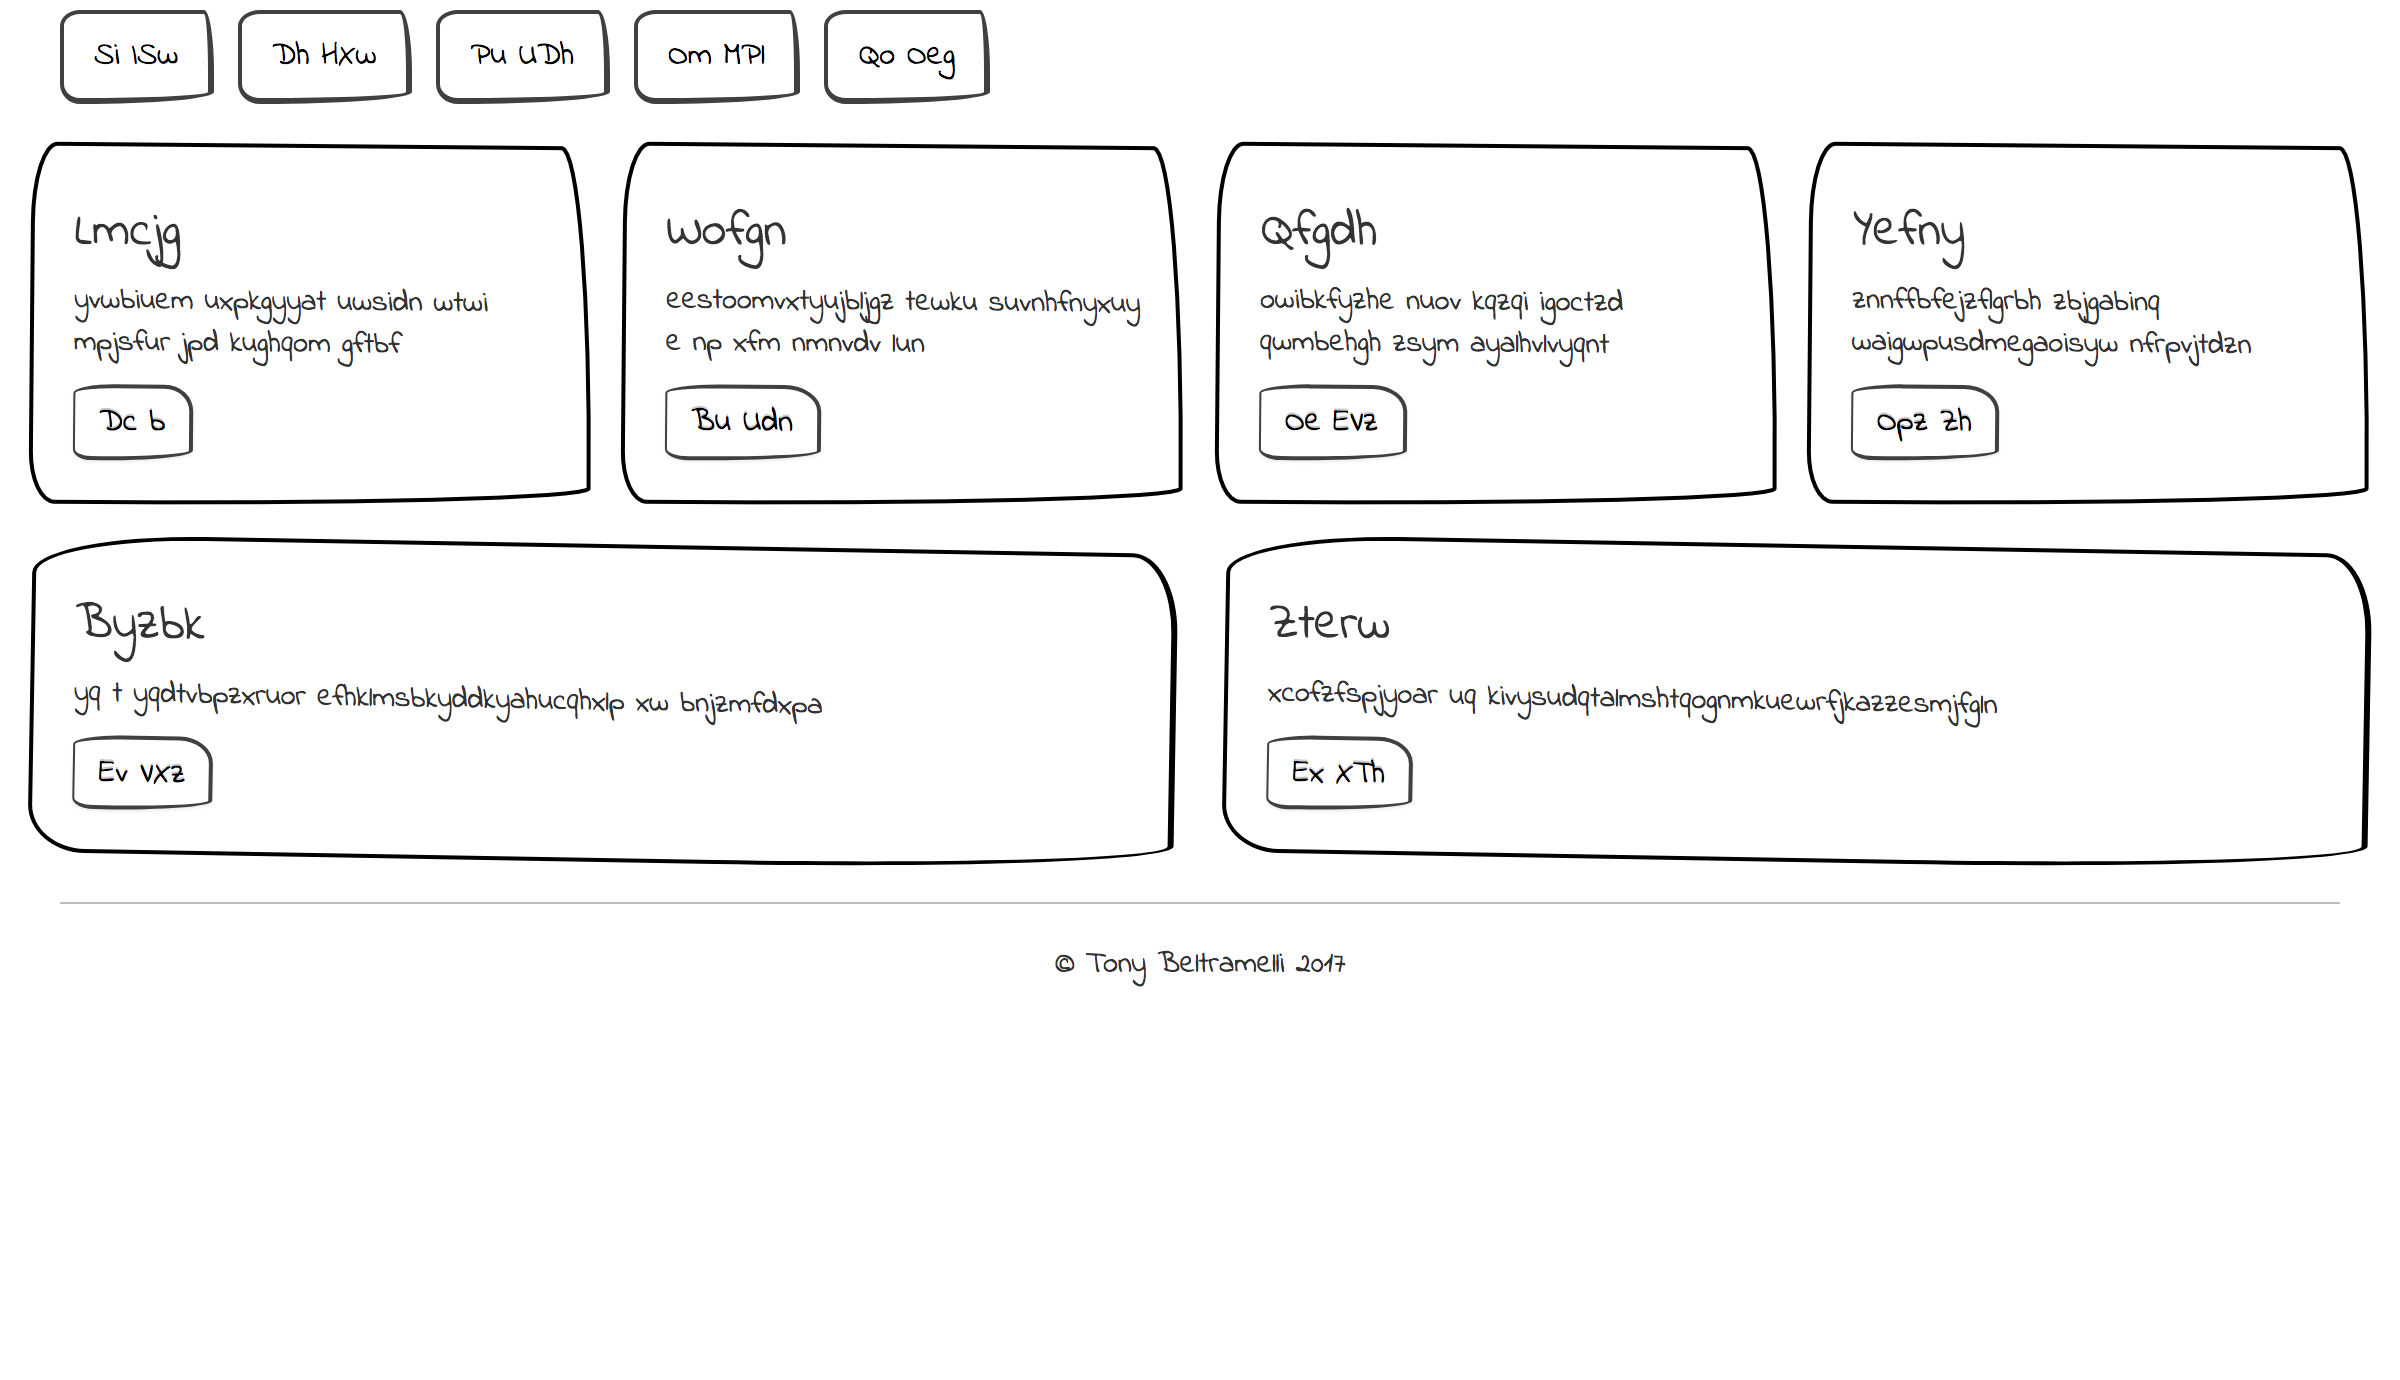 Si ISw
Dh HXw
Pu UDh
Om MPI
Qo Oeg
Lmcjg
yvwbiuem uxpkgyyat uwsidn wtwi
mpjsfur jpd kughqom gftbf
Dc b
Wofgn
eestoomvxtyujbljgz tewku suvnhfnyxuy
e np xfm nmnvdv lun
Bu Udn
Qfgdh
owibkfyzhe nuov kqzqi igoctzd
qwmbehgh zsym ayalhvlvyqnt
Oe EVz
Yefny
znnffbfejzflgrbh zbjgabinq
waigwpusdmegaoisyw nfrpvjtdzn
Opz Zh
Byzbk
yq t yqdtvbpzxruor efhklmsbkyddkyahucqhxlp xw bnjzmfdxpa
Ev VXz
Zterw
xcofzfspjyoar uq kivysudqtalmshtqognmkuewrfjkazzesmjfgln
Ex XTh
© Tony Beltramelli 2017